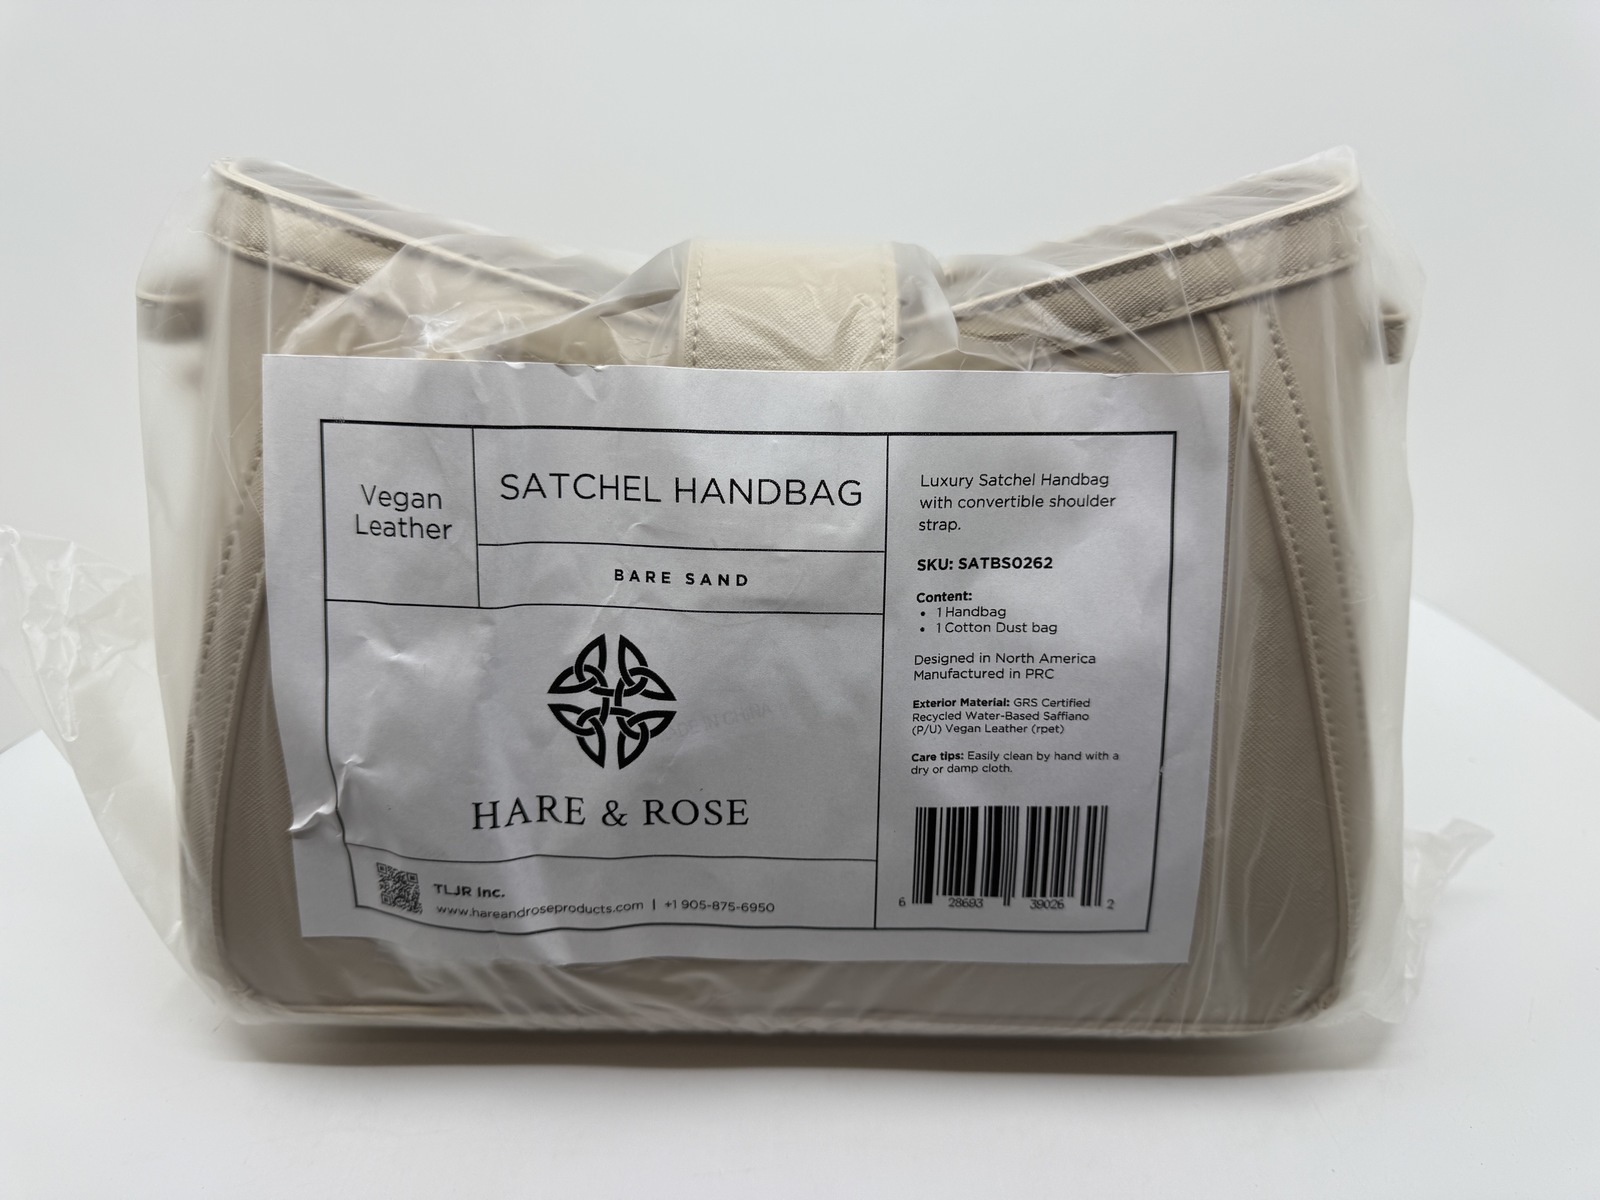 Vegan
Leather
SATCHEL HANDBAG
BARE SAND
HARE & ROSE
TLJR Inc.
www.hareandroseproducts.com | +1 905-875-6950
Luxury Satchel Handbag
with convertible shoulder
strap.
SKU: SATBS0262
Content:
• 1 Handbag
• 1 Cotton Dust bag
Designed in North America
Manufactured in PRC
Exterior Material: GRS Certified
Recycled Water-Based Saffiano
(P/U) Vegan Leather (rpet)
Care tips: Easily clean by hand with a
dry or damp cloth.
6 28693 39026 2